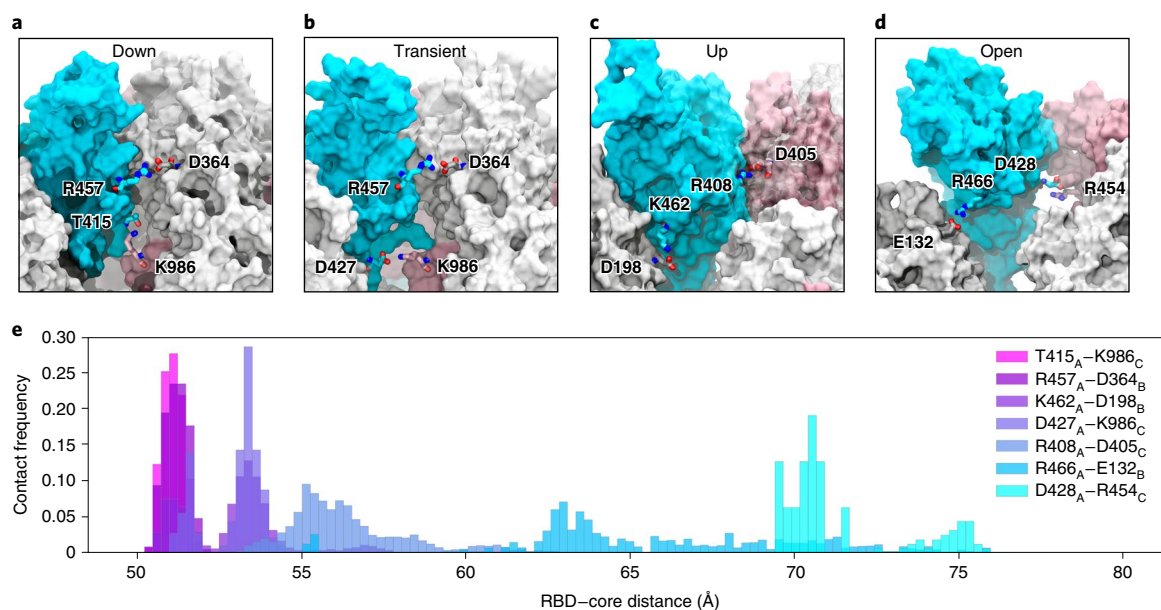 a
Down
D364
R457
T415
K986
b
Transient
D364
R457
D427
K986
c
Up
D405
R408
K462
D198
d
Open
D428
R466
R454
E132
e
Contact frequency
0.30
0.25
0.20
0.15
0.10
0.05
0
50
55
60
65
70
75
80
RBD–core distance (Å)
T415A–K986C
R457A–D364B
K462A–D198B
D427A–K986C
R408A–D405C
R466A–E132B
D428A–R454C